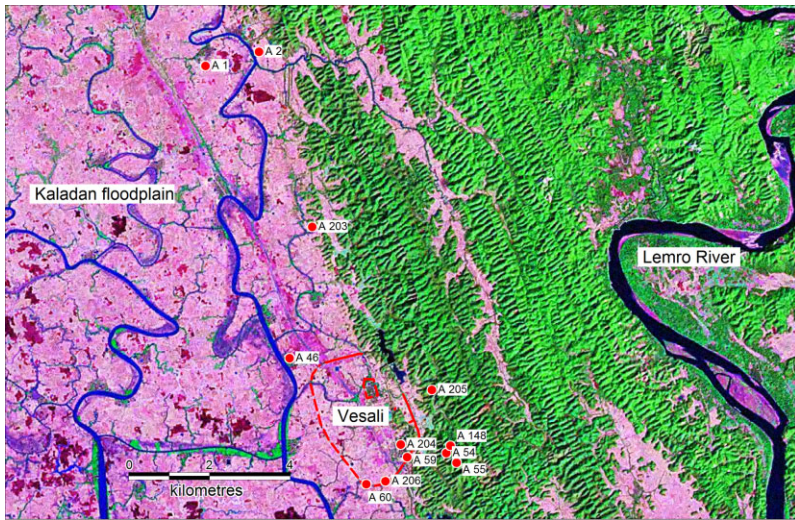 A 2
A 1
Kaladan floodplain
A 203
Lemro River
A 46
A 205
Vesali
A 148
A 204
A 54
A 59
A 55
A 206
A 60
0 2 4
kilometres